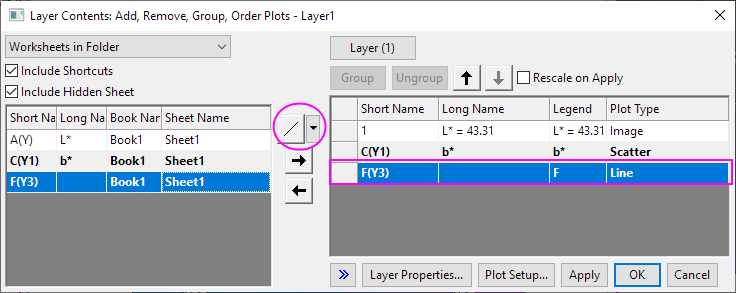 Layer Contents: Add, Remove, Group, Order Plots - Layer1
Worksheets in Folder
Include Shortcuts
Include Hidden Sheet
Short Na Long Na Book Nam Sheet Name
A(Y) L* Book1 Sheet1
C(Y1) b* Book1 Sheet1
F(Y3) Book1 Sheet1
Layer (1)
Group Ungroup Rescale on Apply
Short Name Long Name Legend Plot Type
1 L* = 43.31 L* = 43.31 Image
C(Y1) b* b* Scatter
F(Y3) F Line
Layer Properties... Plot Setup... Apply OK Cancel